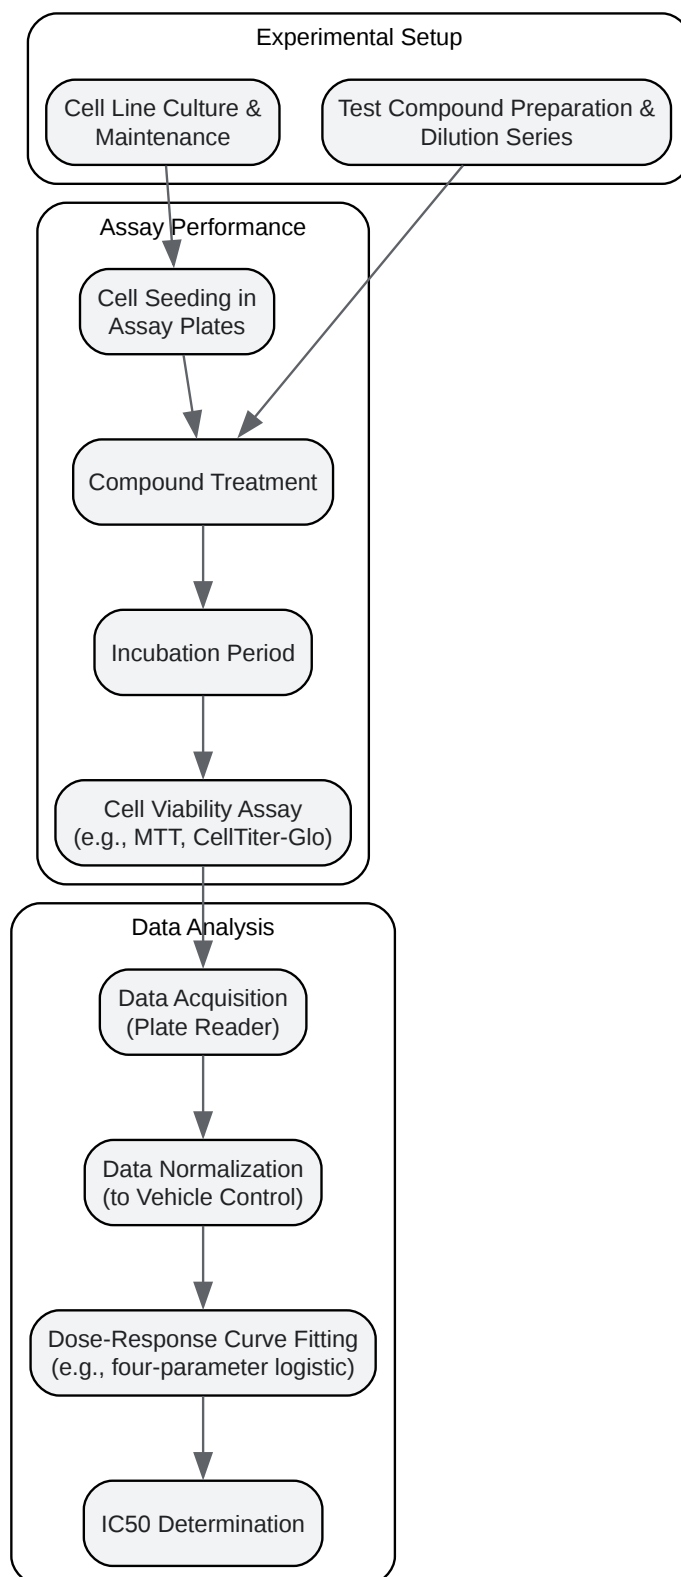 Experimental Setup
Cell Line Culture &
Maintenance
Test Compound Preparation &
Dilution Series
Assay Performance
Cell Seeding in
Assay Plates
Compound Treatment
Incubation Period
Cell Viability Assay
(e.g., MTT, CellTiter-Glo)
Data Analysis
Data Acquisition
(Plate Reader)
Data Normalization
(to Vehicle Control)
Dose-Response Curve Fitting
(e.g., four-parameter logistic)
IC50 Determination